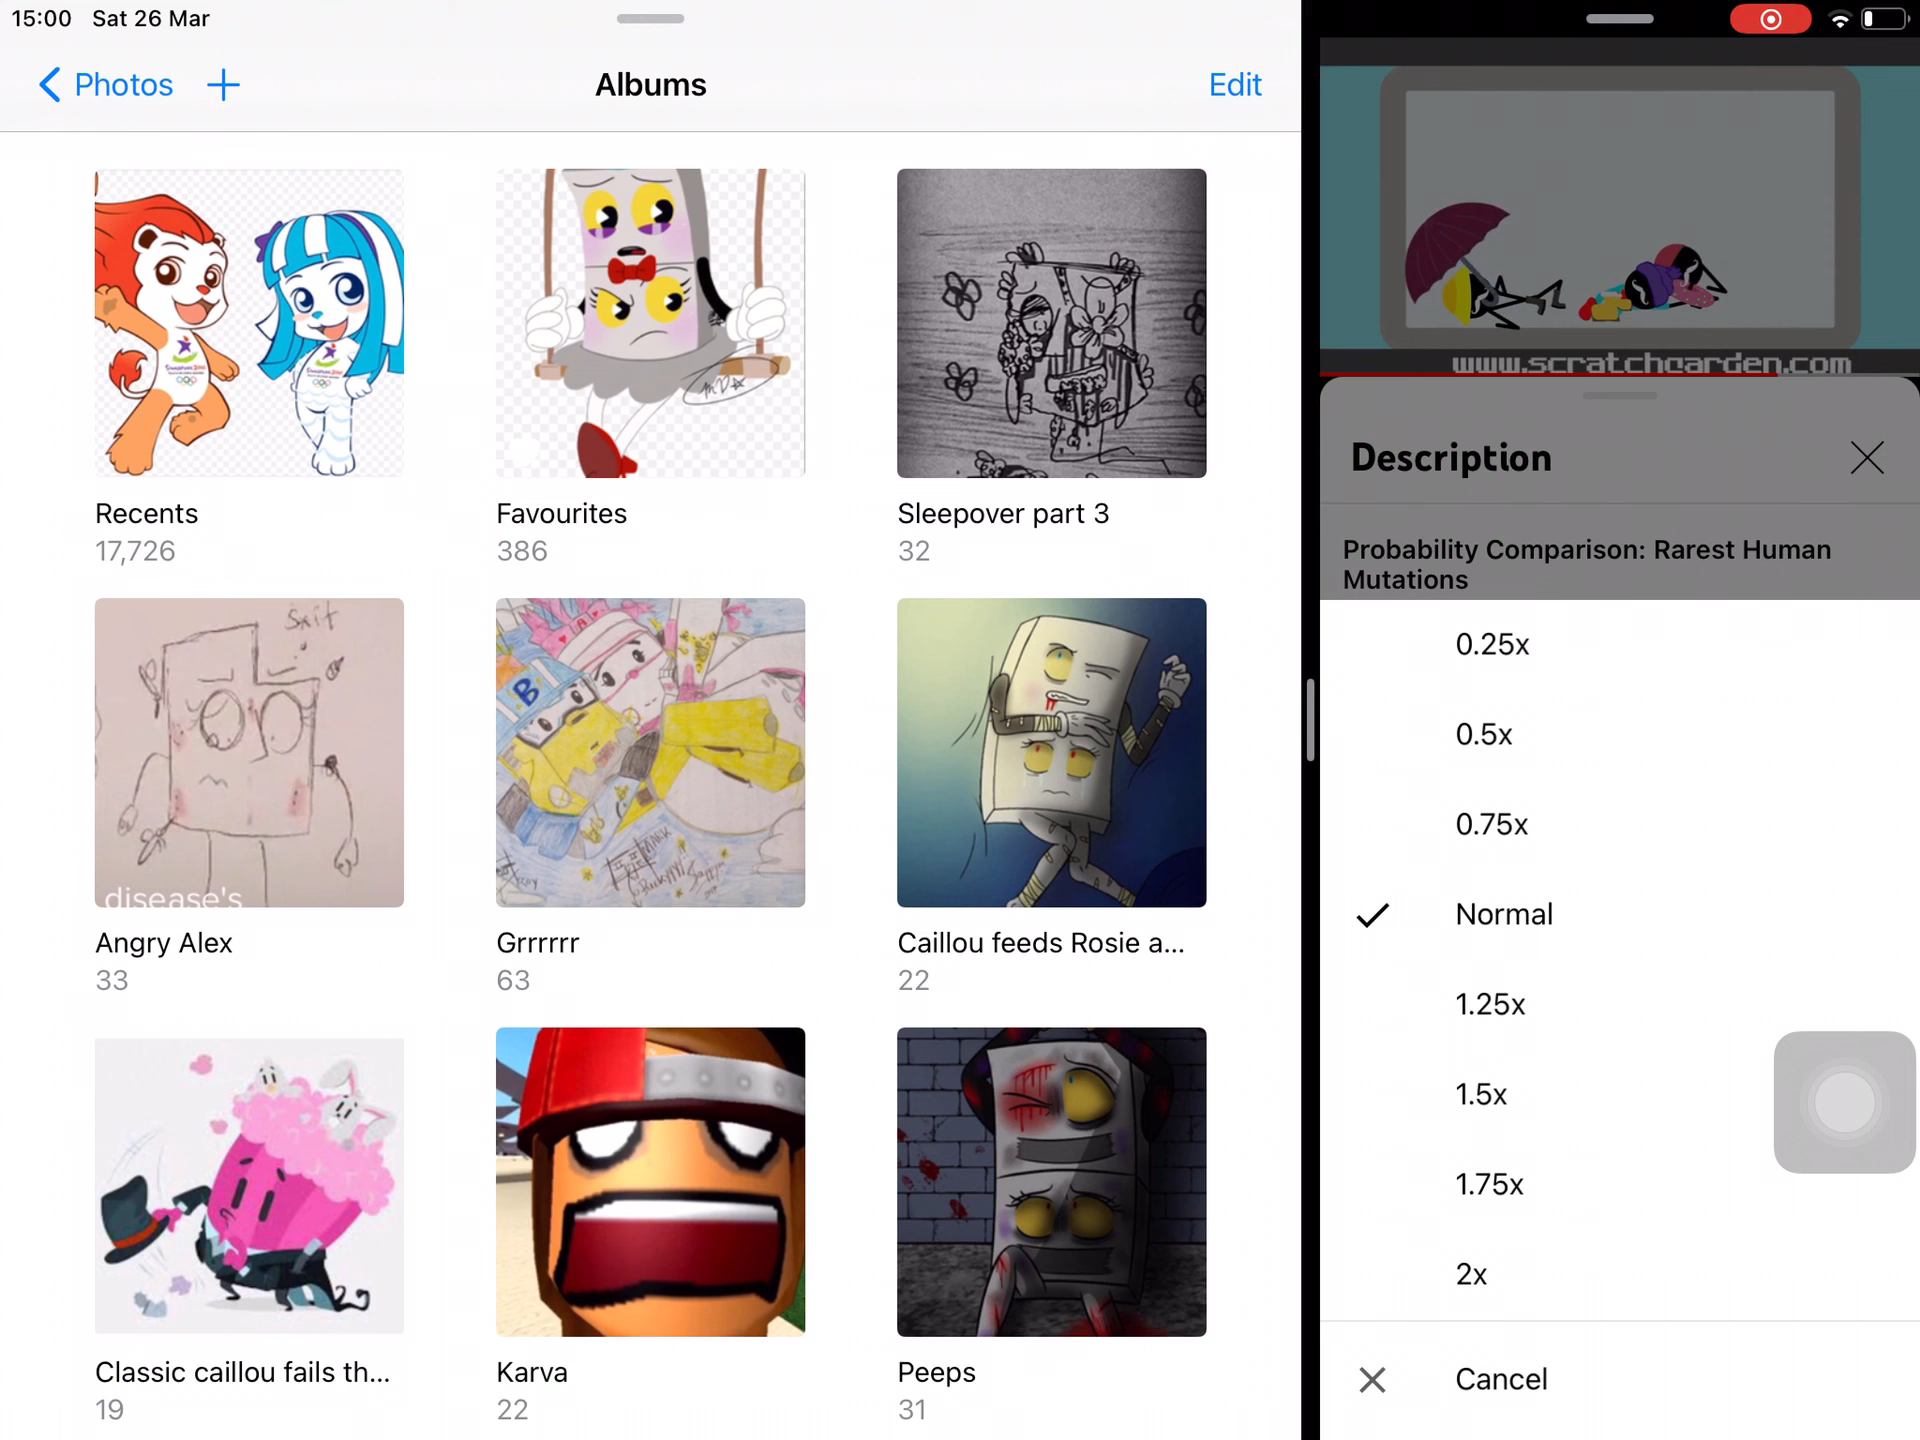 15:00 Sat 26 Mar
Photos
Albums
Edit
Recents
17,726
Favourites
386
Sleepover part 3
32
disease's
Angry Alex
33
B
Grrrrrr
63
Caillou feeds Rosie a...
22
Classic caillou fails th...
19
Karva
22
Peeps
31
www.scratchgarden.com
Description
Probability Comparison: Rarest Human
Mutations
0.25x
0.5x
0.75x
Normal
1.25x
1.5x
1.75x
2x
Cancel